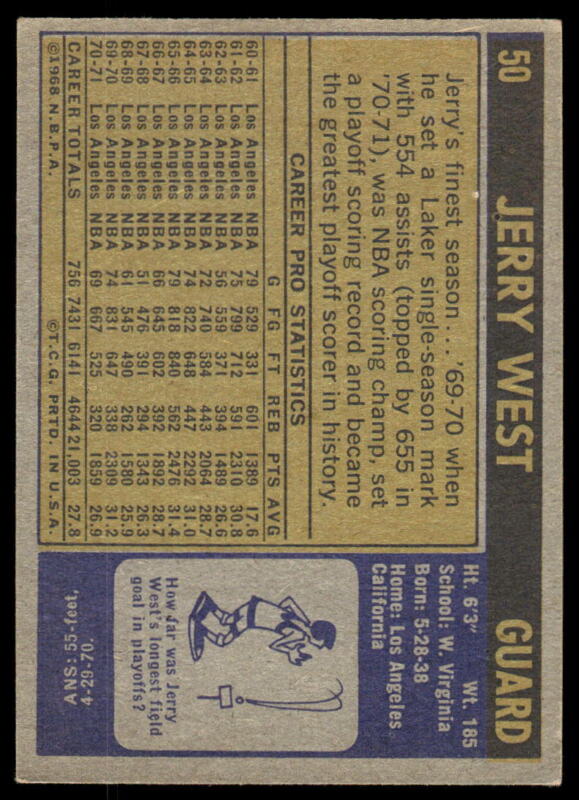 50 JERRY WEST GUARD
Jerry's finest season... '69-70 when
he set a Laker single-season mark
with 554 assists (topped by 655 in
'70-71), was NBA scoring champ, set
a playoff scoring record and became
the greatest playoff scorer in history.
CAREER PRO STATISTICS
G FG FT REB PTS AVG
60-61 Los Angeles NBA 79 529 331 601 1389 17.6
61-62 Los Angeles NBA 75 799 712 591 2310 30.8
62-63 Los Angeles NBA 56 559 371 394 1489 26.6
63-64 Los Angeles NBA 72 740 584 443 2064 28.7
64-65 Los Angeles NBA 74 822 648 447 2292 31.0
65-66 Los Angeles NBA 79 818 840 562 2476 31.4
66-67 Los Angeles NBA 66 645 602 392 1892 28.7
67-68 Los Angeles NBA 51 476 391 294 1343 26.3
68-69 Los Angeles NBA 61 545 490 262 1580 25.9
69-70 Los Angeles NBA 74 831 647 338 2309 31.2
70-71 Los Angeles NBA 69 667 525 320 1859 26.9
CAREER TOTALS 756 7431 6141 4644 21,003 27.8
©1968 N.B.P.A. ©T.C.G. PRTD. IN U.S.A.
Ht. 6'3" Wt. 185
School: W. Virginia
Born: 5-28-38
Home: Los Angeles,
California
How far was Jerry
West's longest field
goal in playoffs?
ANS: 55-feet,
4-29-70.